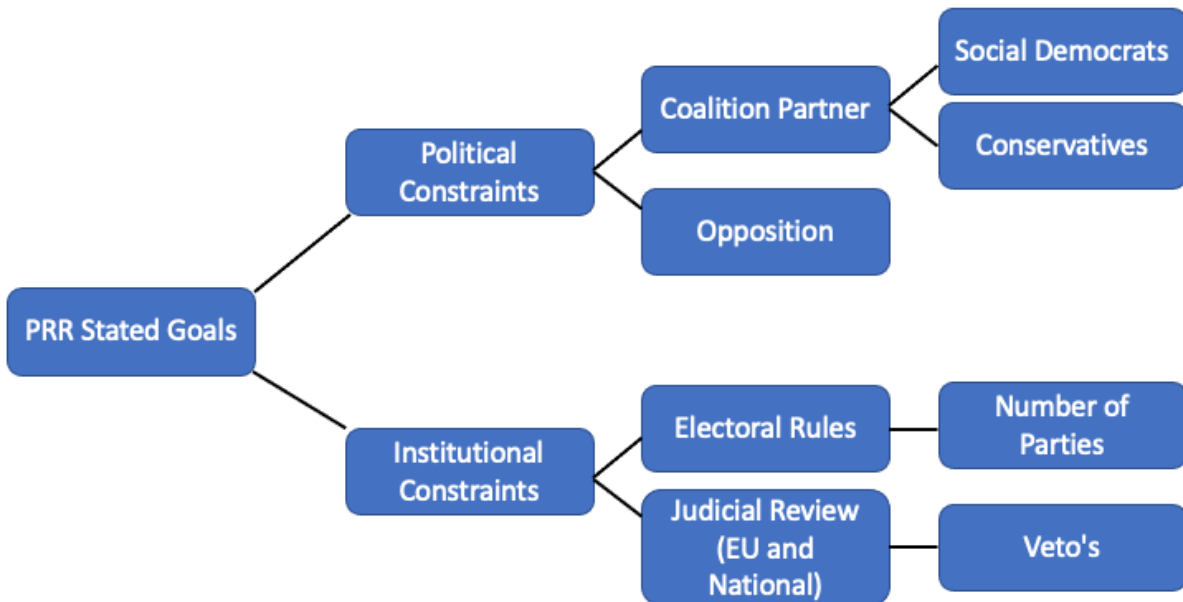 Social Democrats
Coalition Partner
Conservatives
Political
Constraints
Opposition
PRR Stated Goals
Electoral Rules
Number of
Parties
Institutional
Constraints
Judicial Review
(EU and
National)
Veto's